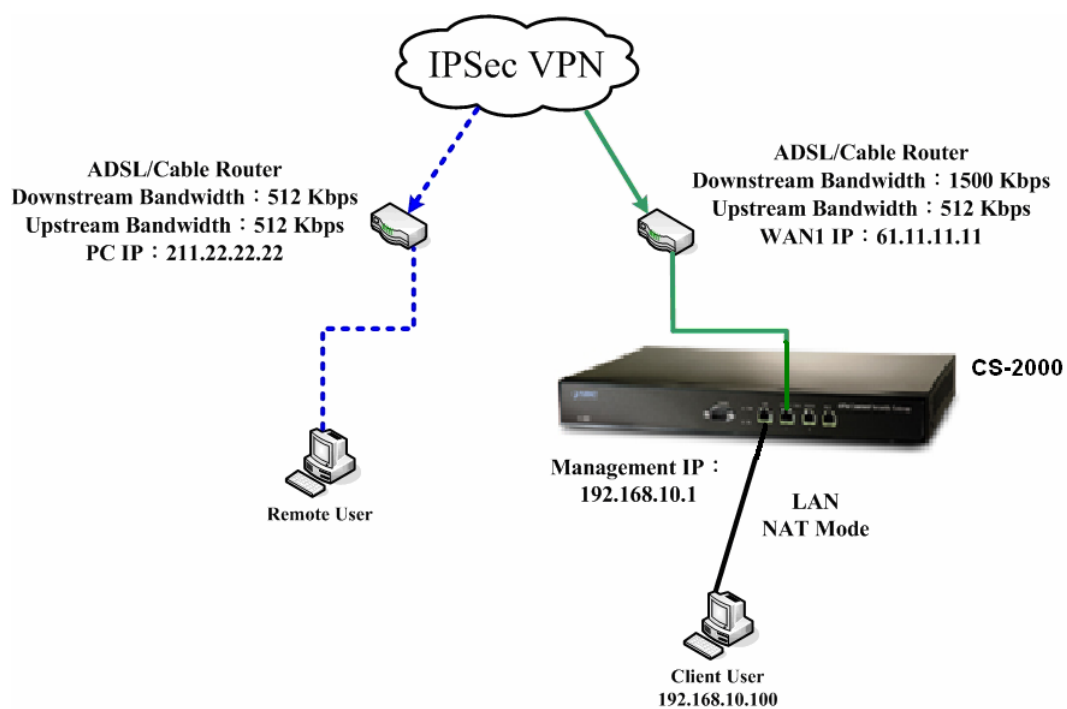 IPSec VPN
ADSL/Cable Router
Downstream Bandwidth：512 Kbps
Upstream Bandwidth：512 Kbps
PC IP：211.22.22.22
ADSL/Cable Router
Downstream Bandwidth：1500 Kbps
Upstream Bandwidth：512 Kbps
WAN1 IP：61.11.11.11
CS-2000
Management IP：
192.168.10.1
LAN
NAT Mode
Remote User
Client User
192.168.10.100